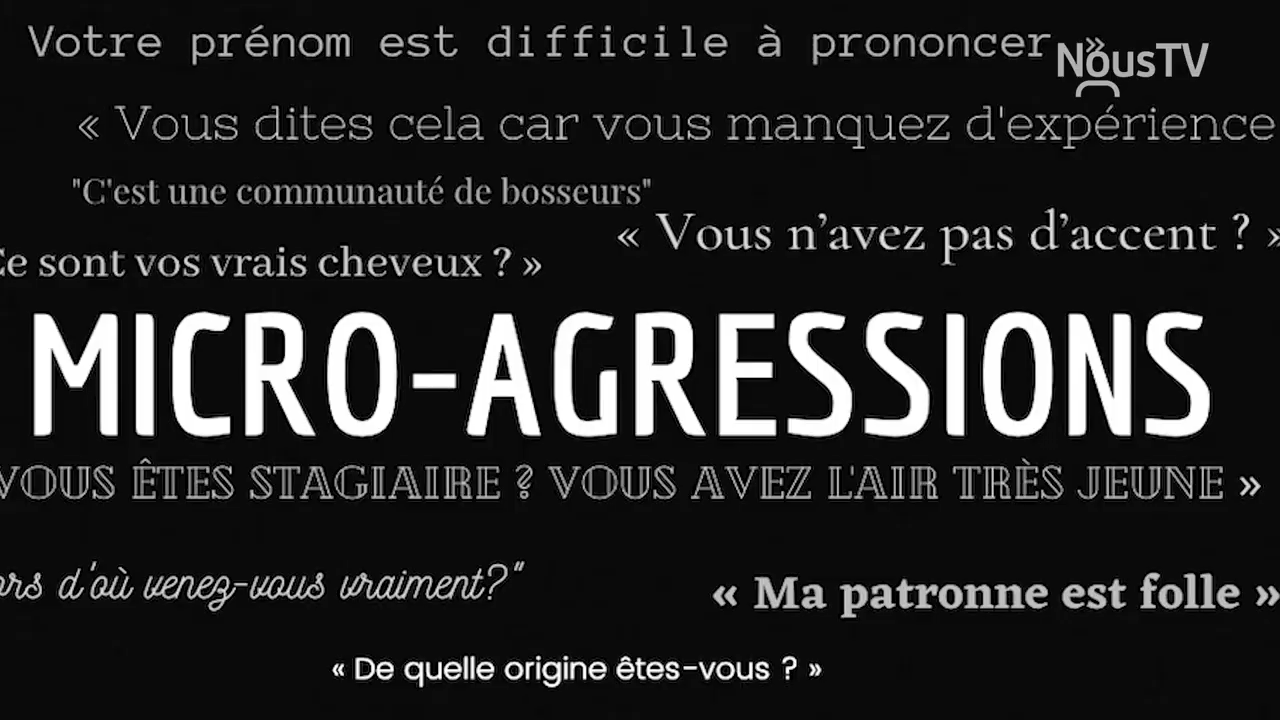 Votre prénom est difficile à prononcer »
NousTV
« Vous dites cela car vous manquez d'expérience
"C'est une communauté de bosseurs"
« Vous n’avez pas d’accent ? »
Ce sont vos vrais cheveux ? »
MICRO-AGRESSIONS
VOUS ÊTES STAGIAIRE ? VOUS AVEZ L'AIR TRÈS JEUNE »
ors d'où venez-vous vraiment?"
« Ma patronne est folle »
« De quelle origine êtes-vous ? »